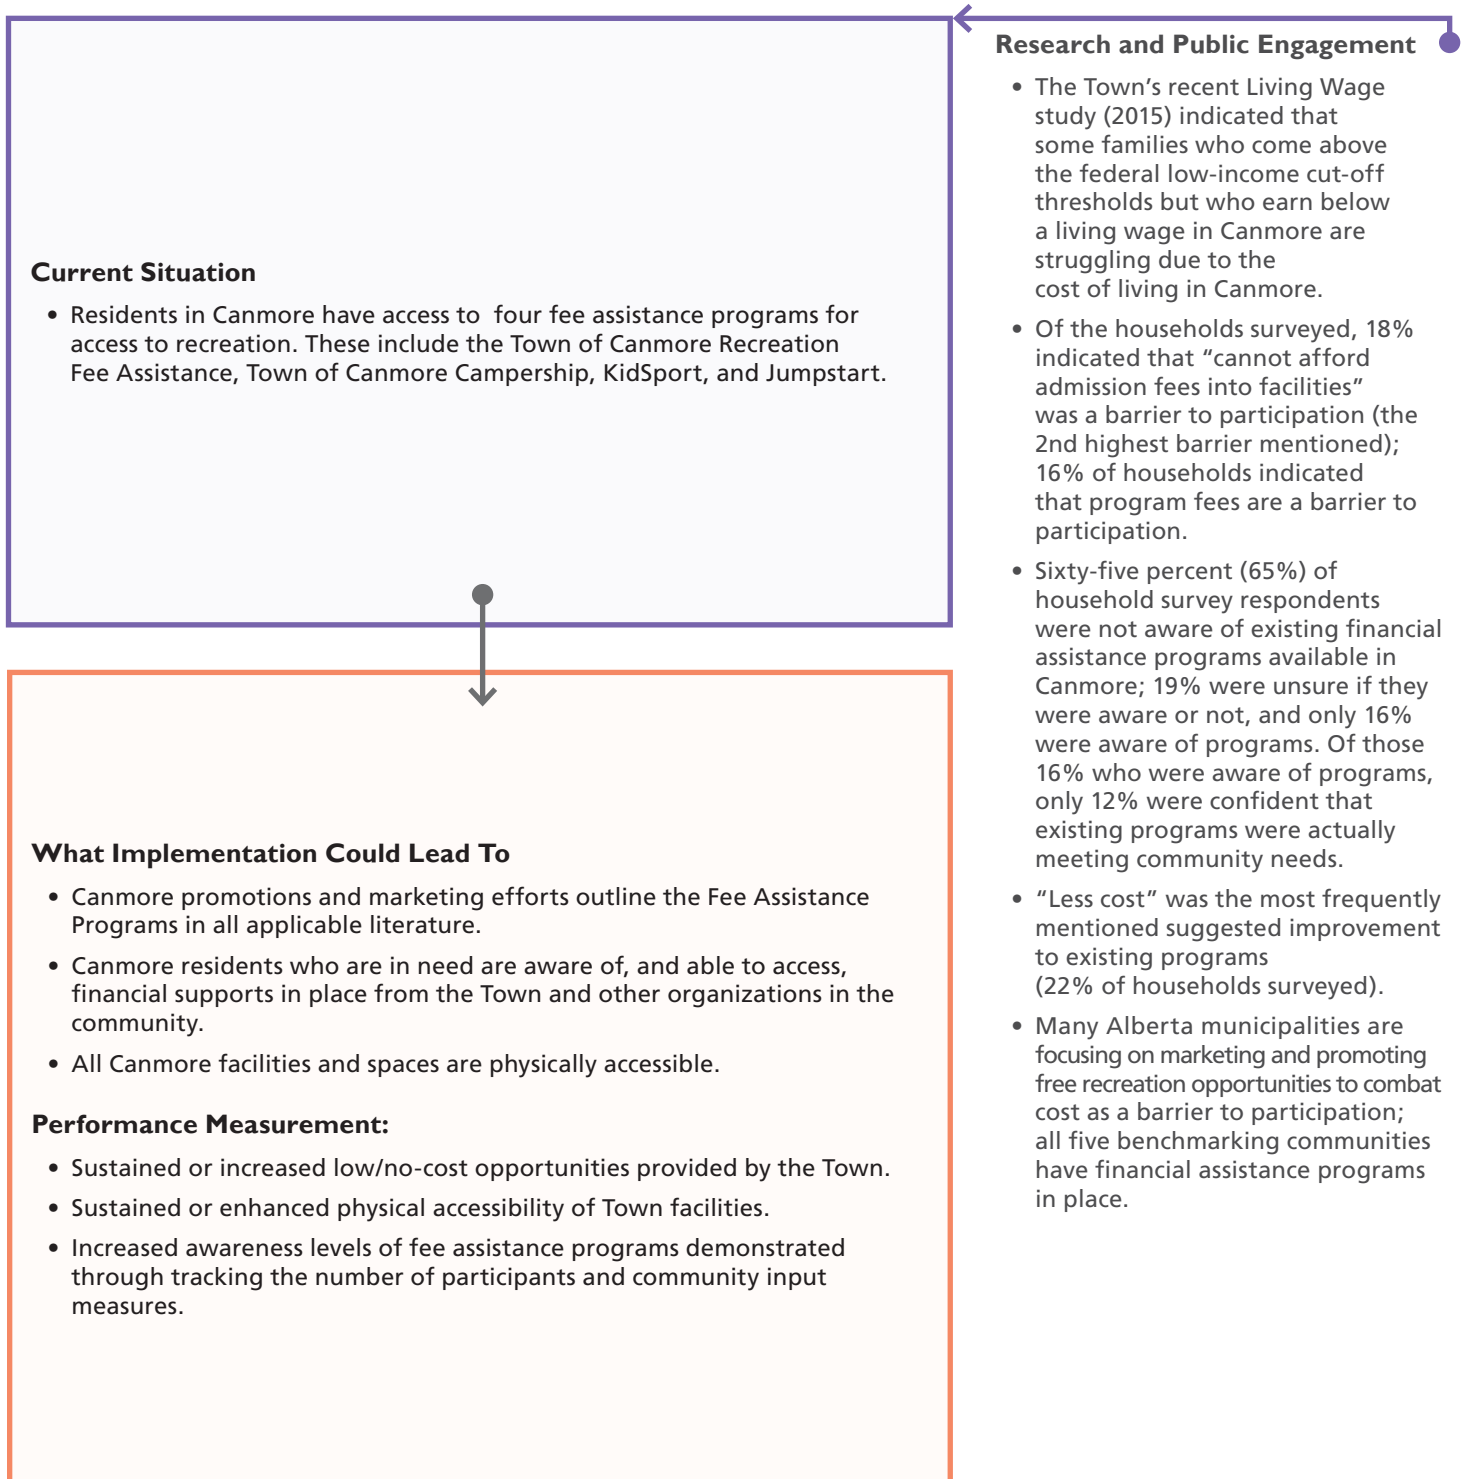 Current Situation
• Residents in Canmore have access to  four fee assistance programs for
access to recreation. These include the Town of Canmore Recreation
Fee Assistance, Town of Canmore Campership, KidSport, and Jumpstart.
What Implementation Could Lead To
• Canmore promotions and marketing efforts outline the Fee Assistance
Programs in all applicable literature.
• Canmore residents who are in need are aware of, and able to access,
financial supports in place from the Town and other organizations in the
community.
• All Canmore facilities and spaces are physically accessible.
Performance Measurement:
• Sustained or increased low/no-cost opportunities provided by the Town.
• Sustained or enhanced physical accessibility of Town facilities.
• Increased awareness levels of fee assistance programs demonstrated
through tracking the number of participants and community input
measures.
Research and Public Engagement
• The Town’s recent Living Wage
study (2015) indicated that
some families who come above
the federal low-income cut-off
thresholds but who earn below
a living wage in Canmore are
struggling due to the
cost of living in Canmore.
• Of the households surveyed, 18%
indicated that “cannot afford
admission fees into facilities”
was a barrier to participation (the
2nd highest barrier mentioned);
16% of households indicated
that program fees are a barrier to
participation.
• Sixty-five percent (65%) of
household survey respondents
were not aware of existing financial
assistance programs available in
Canmore; 19% were unsure if they
were aware or not, and only 16%
were aware of programs. Of those
16% who were aware of programs,
only 12% were confident that
existing programs were actually
meeting community needs.
• “Less cost” was the most frequently
mentioned suggested improvement
to existing programs
(22% of households surveyed).
• Many Alberta municipalities are
focusing on marketing and promoting
free recreation opportunities to combat
cost as a barrier to participation;
all five benchmarking communities
have financial assistance programs
in place.